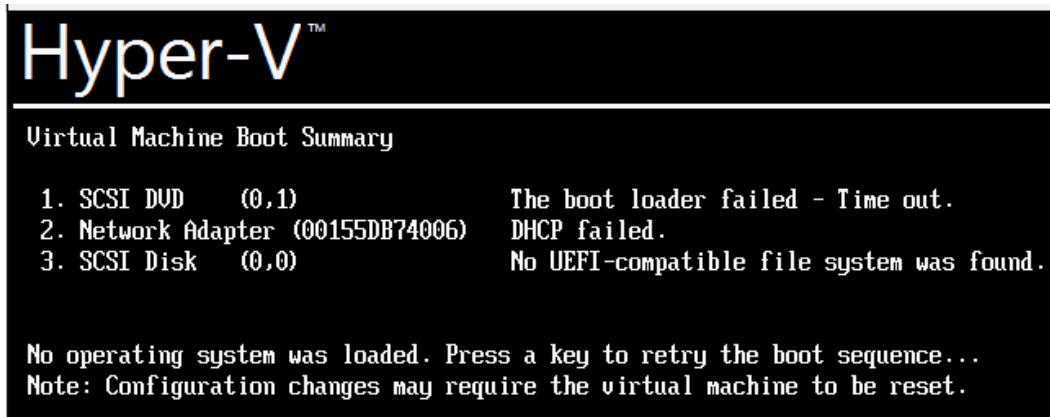 Hyper-V™
Virtual Machine Boot Summary
1. SCSI DVD (0,1) The boot loader failed - Time out.
2. Network Adapter (00155DB74006) DHCP failed.
3. SCSI Disk (0,0) No UEFI-compatible file system was found.
No operating system was loaded. Press a key to retry the boot sequence...
Note: Configuration changes may require the virtual machine to be reset.